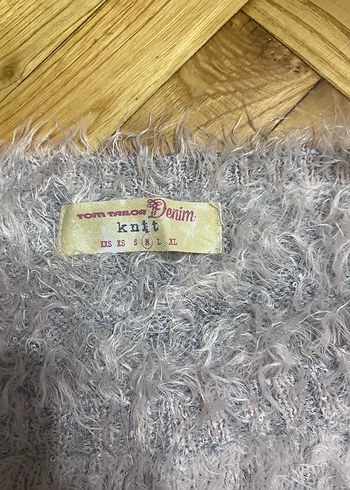 TOM TAILOR Denim
knit
XXS XS S M L XL